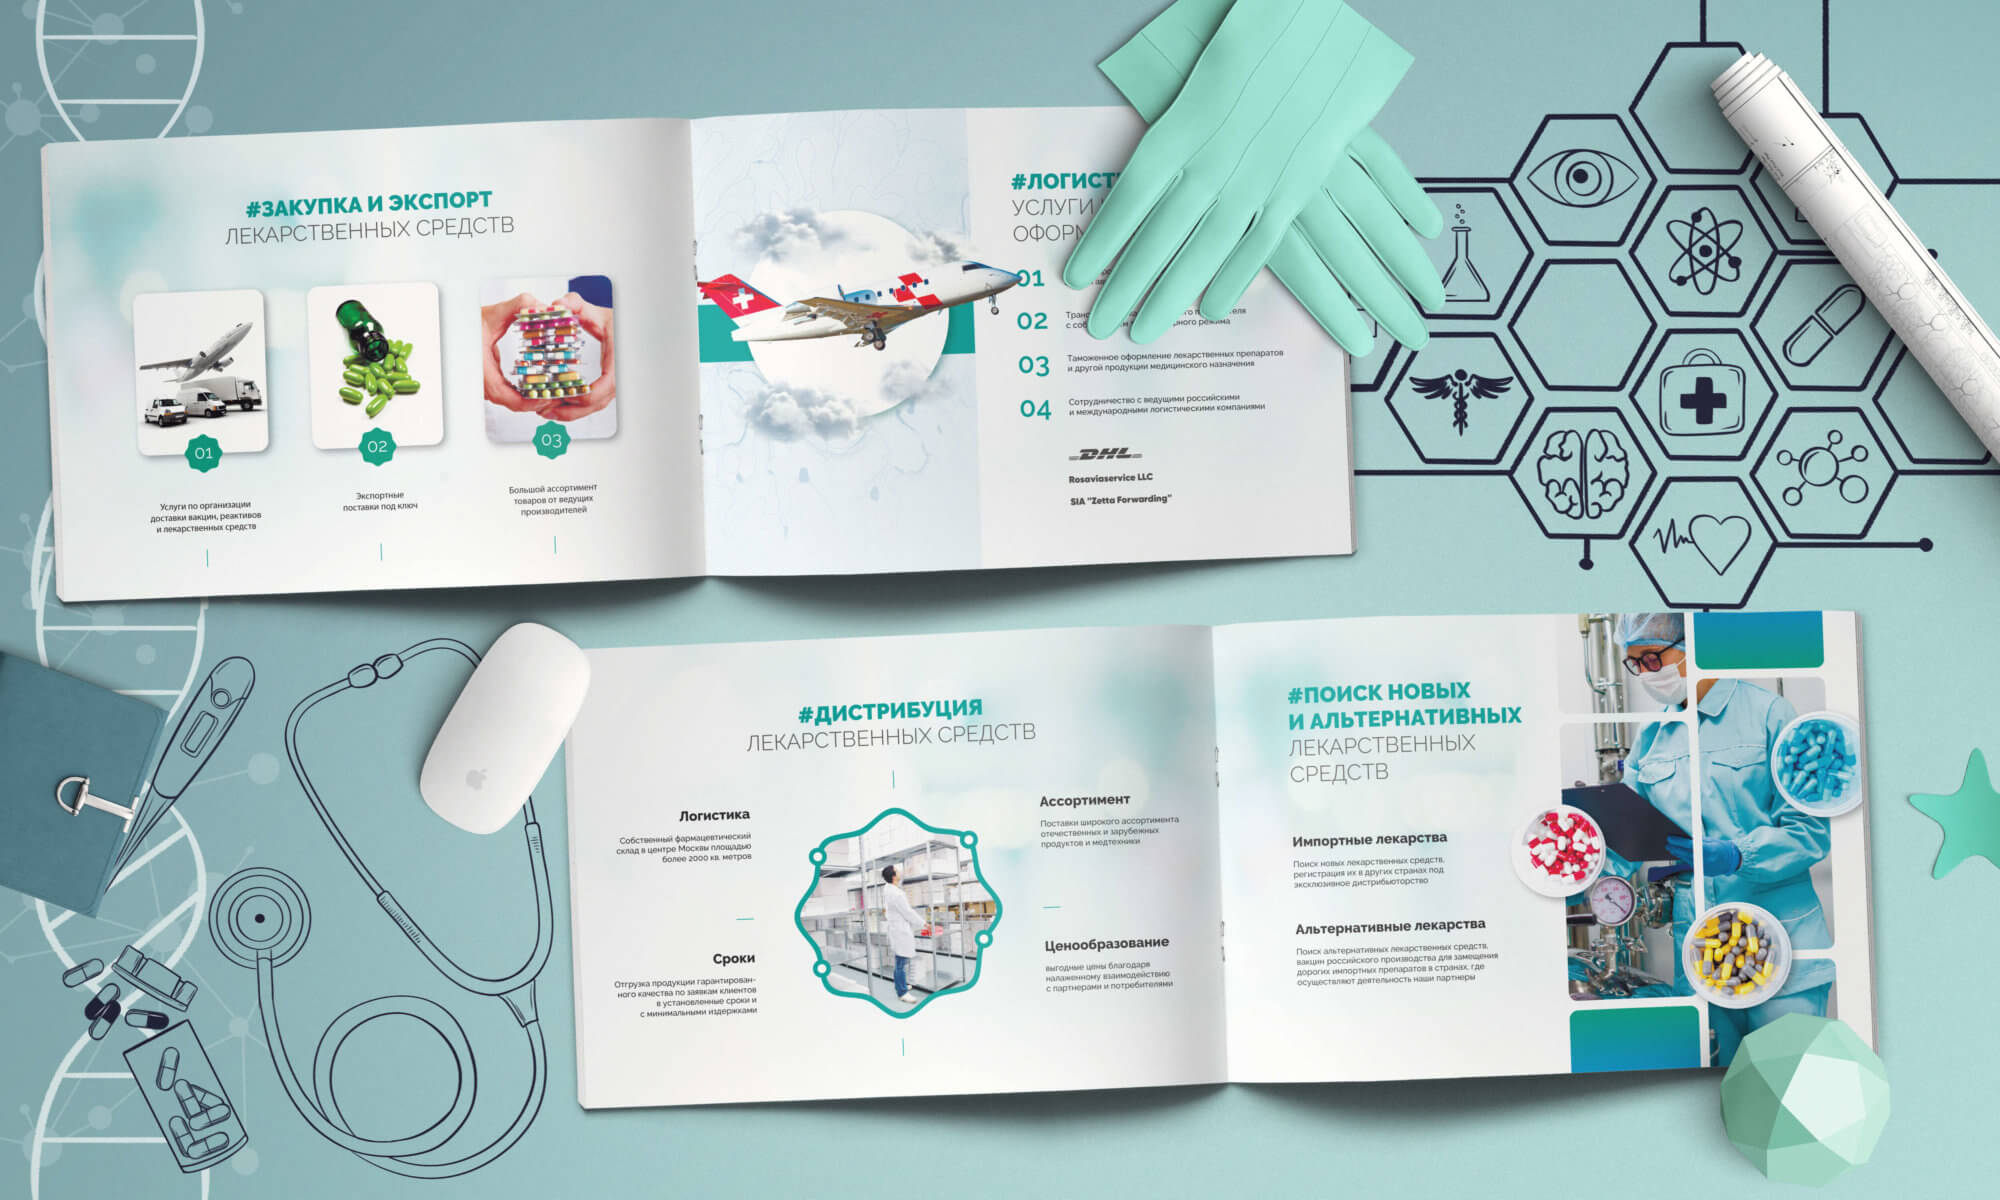 #ЗАКУПКА И ЭКСПОРТ
ЛЕКАРСТВЕННЫХ СРЕДСТВ
01
Услуги по организации
доставки вакцин, реактивов
и лекарственных средств
02
Экспортные
поставки под ключ
03
Большой ассортимент
товаров от ведущих
производителей
#ЛОГИСТ
УСЛУГИ
ОФОР
01
02
с соб
рного режима
03
Таможенное оформление лекарственных препаратов
и другой продукции медицинского назначения
04
Сотрудничество с ведущими российскими
и международными логистическими компаниями
DHL
Rosaviaservice LLC
SIA "Zetta Forwarding"
#ДИСТРИБУЦИЯ
ЛЕКАРСТВЕННЫХ СРЕДСТВ
Логистика
Собственный фармацевтический
склад в центре Москвы площадью
более 2000 кв. метров
Сроки
Отгрузка продукции гарантирован-
ного качества по заявкам клиентов
в установленные сроки и
с минимальными издержками
Ассортимент
Поставки широкого ассортимента
отечественных и зарубежных
продуктов и медтехники
Ценообразование
выгодные цены благодаря
налаженному взаимодействию
с партнерами и потребителями
#ПОИСК НОВЫХ
И АЛЬТЕРНАТИВНЫХ
ЛЕКАРСТВЕННЫХ
СРЕДСТВ
Импортные лекарства
Поиск новых лекарственных средств,
регистрация их в других странах под
эксклюзивное дистрибьюторство
Альтернативные лекарства
Поиск альтернативных лекарственных средств,
вакцин российского производства для замещения
дорогих импортных препаратов в странах, где
осуществляют деятельность наши партнеры